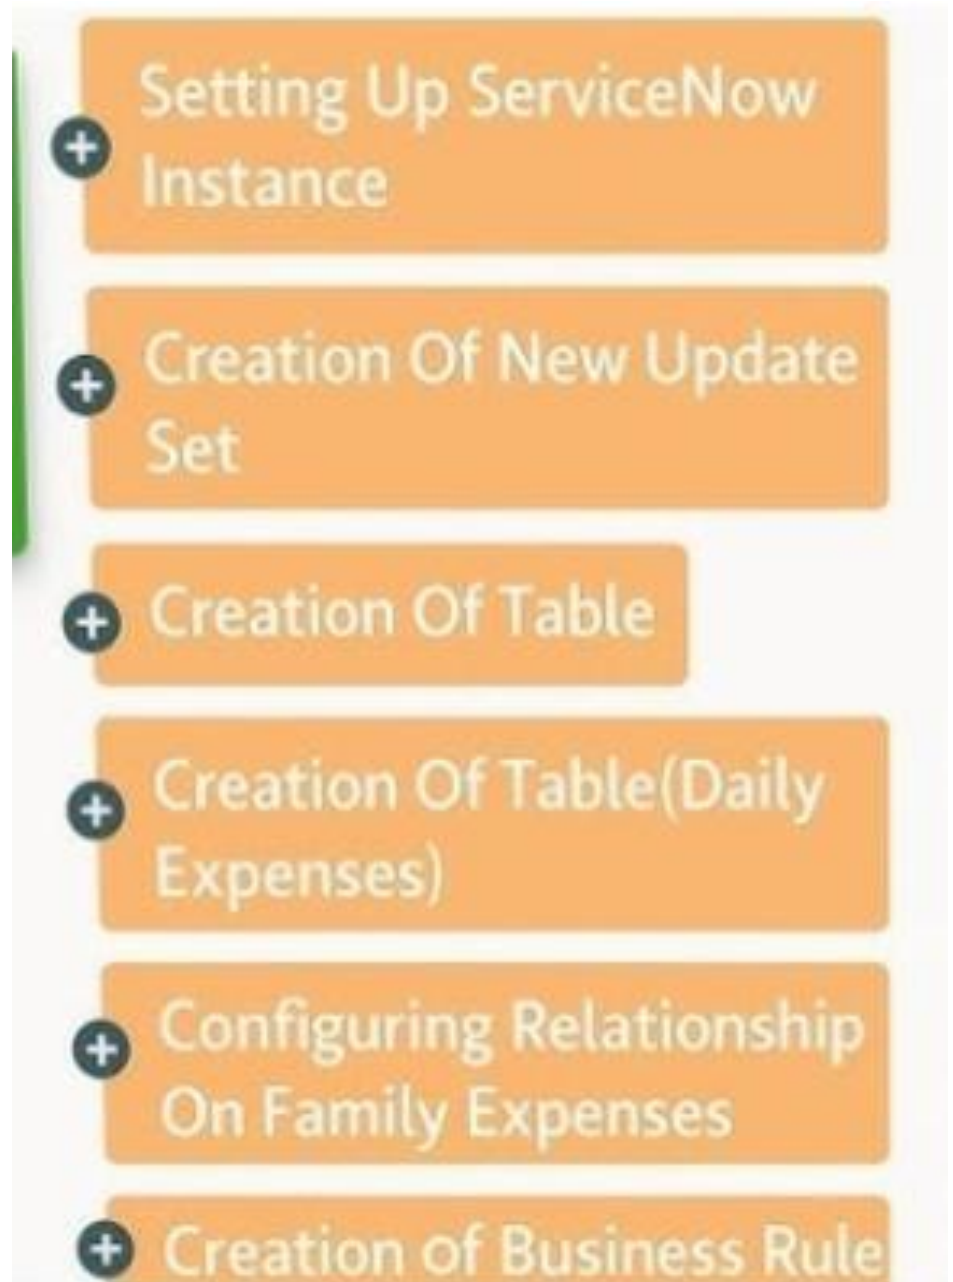 Setting Up ServiceNow
Instance
Creation Of New Update
Set
Creation Of Table
Creation Of Table(Daily
Expenses)
Configuring Relationship
On Family Expenses
Creation of Business Rule